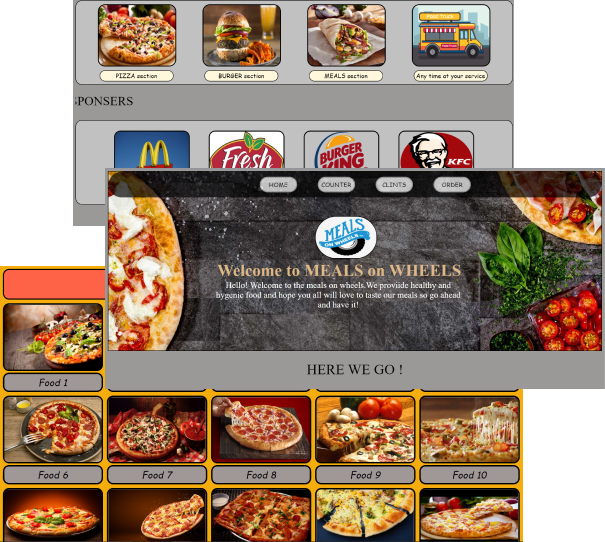 Food Truck
PIZZA section
BURGER section
MEALS section
Any time at your service
PONSERS
M
Fresh
BURGER
KING
KFC
HOME
COUNTER
CLINTS
ORDER
MEALS
ON WHEELS
Welcome to MEALS on WHEELS
Hello! Welcome to the meals on wheels.We proviide healthy and
hygenic food and hope you all will love to taste our meals so go ahead
and have it!
HERE WE GO !
Food 1
Food 6
Food 7
Food 8
Food 9
Food 10